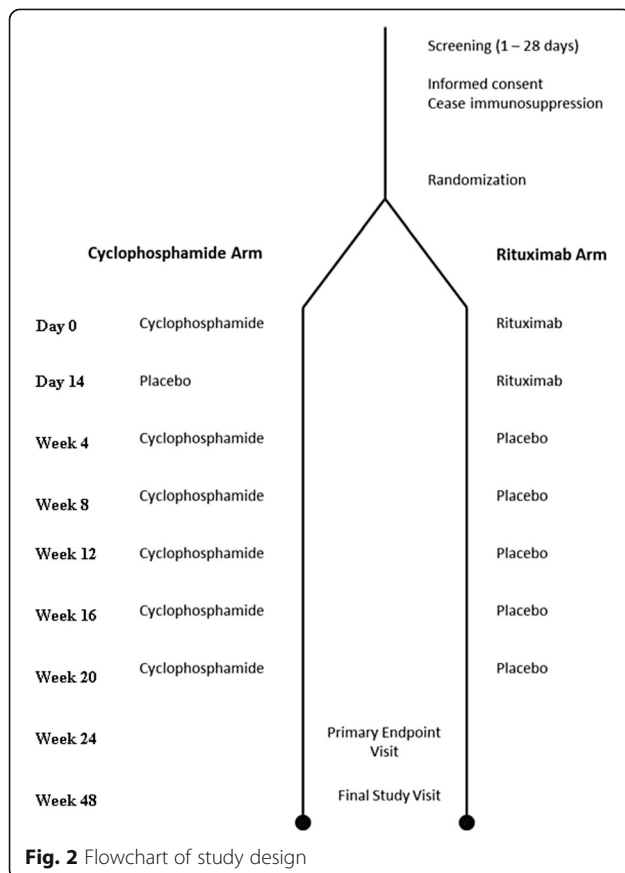 Screening (1 – 28 days)
Informed consent
Cease immunosuppression
Randomization
Cyclophosphamide Arm
Rituximab Arm
Day 0 Cyclophosphamide Rituximab
Day 14 Placebo Rituximab
Week 4 Cyclophosphamide Placebo
Week 8 Cyclophosphamide Placebo
Week 12 Cyclophosphamide Placebo
Week 16 Cyclophosphamide Placebo
Week 20 Cyclophosphamide Placebo
Week 24 Primary Endpoint
Visit
Week 48 Final Study Visit
Fig. 2 Flowchart of study design